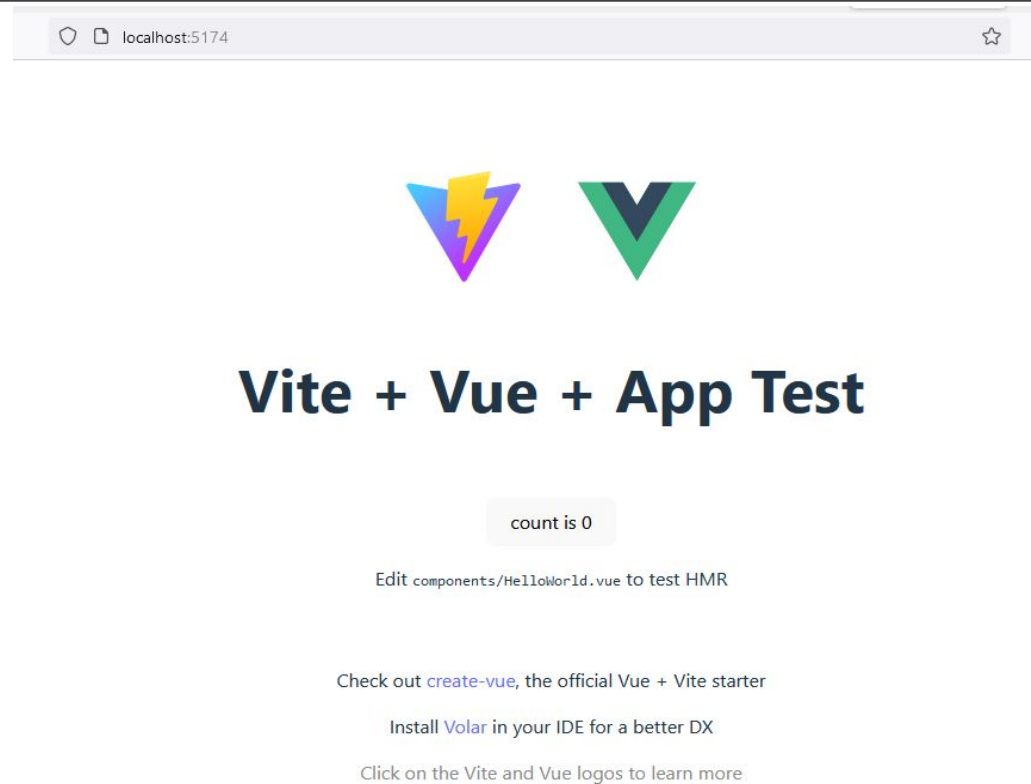 localhost:5174
Vite + Vue + App Test
count is 0
Edit components/HelloWorld.vue to test HMR
Check out create-vue, the official Vue + Vite starter
Install Volar in your IDE for a better DX
Click on the Vite and Vue logos to learn more